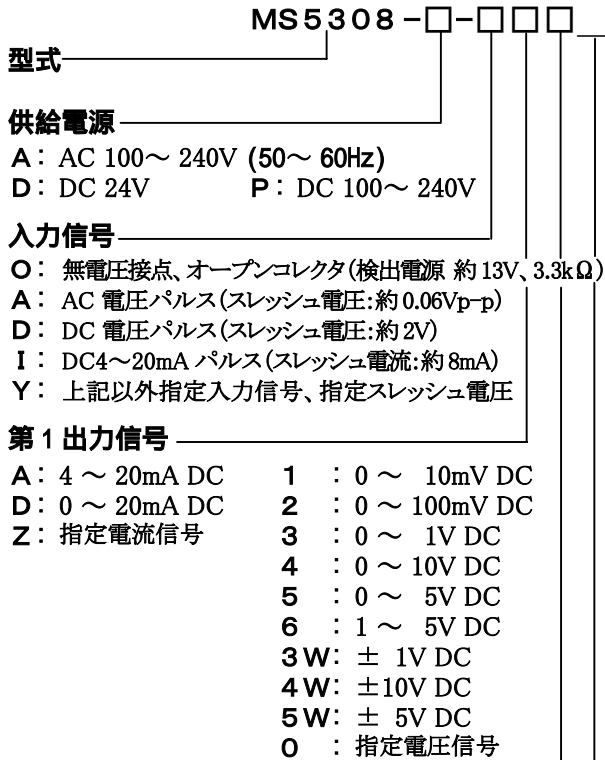 MS5308-□-□□□
型式
供給電源
A： AC 100～ 240V (50～ 60Hz)
D： DC 24V P： DC 100～ 240V
入力信号
O： 無電圧接点、オープンコレクタ(検出電源 約13V、3.3kΩ)
A： AC 電圧パルス(スレッシュ電圧:約0.06Vp-p)
D： DC 電圧パルス(スレッシュ電圧:約2V)
I： DC4～20mA パルス(スレッシュ電流:約8mA)
Y： 上記以外指定入力信号、指定スレッシュ電圧
第1出力信号
A： 4 ～ 20mA DC 1 ： 0 ～ 10mV DC
D： 0 ～ 20mA DC 2 ： 0 ～ 100mV DC
Z： 指定電流信号 3 ： 0 ～ 1V DC
4 ： 0 ～ 10V DC
5 ： 0 ～ 5V DC
6 ： 1 ～ 5V DC
3W： ± 1V DC
4W： ±10V DC
5W： ± 5V DC
0 ： 指定電圧信号